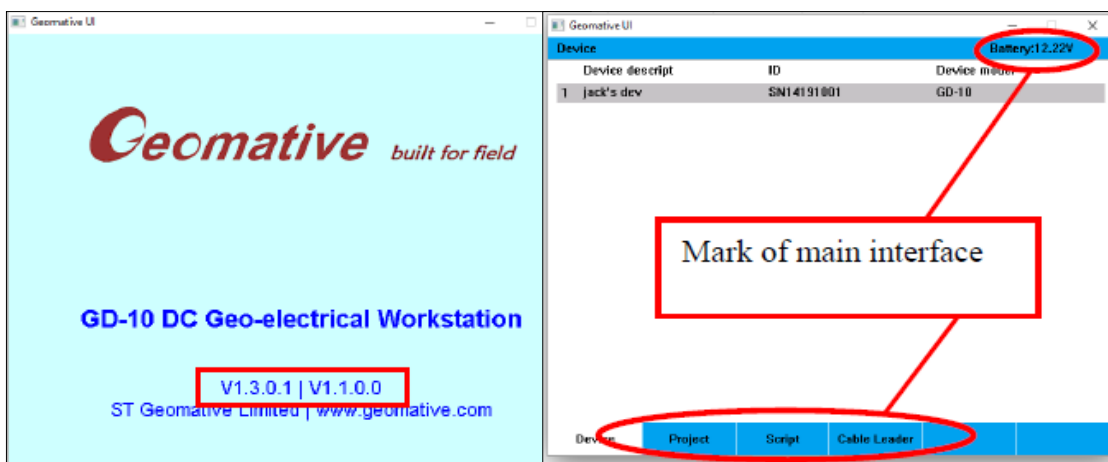 Geomative UI
Geomative built for field
GD-10 DC Geo-electrical Workstation
V1.3.0.1 | V1.1.0.0
ST Geomative Limited | www.geomative.com
Geomative UI
Device Battery:12.22V
Device descript ID Device model
1 jack's dev SN14191001 GD-10
Mark of main interface
Device Project Script Cable Leader